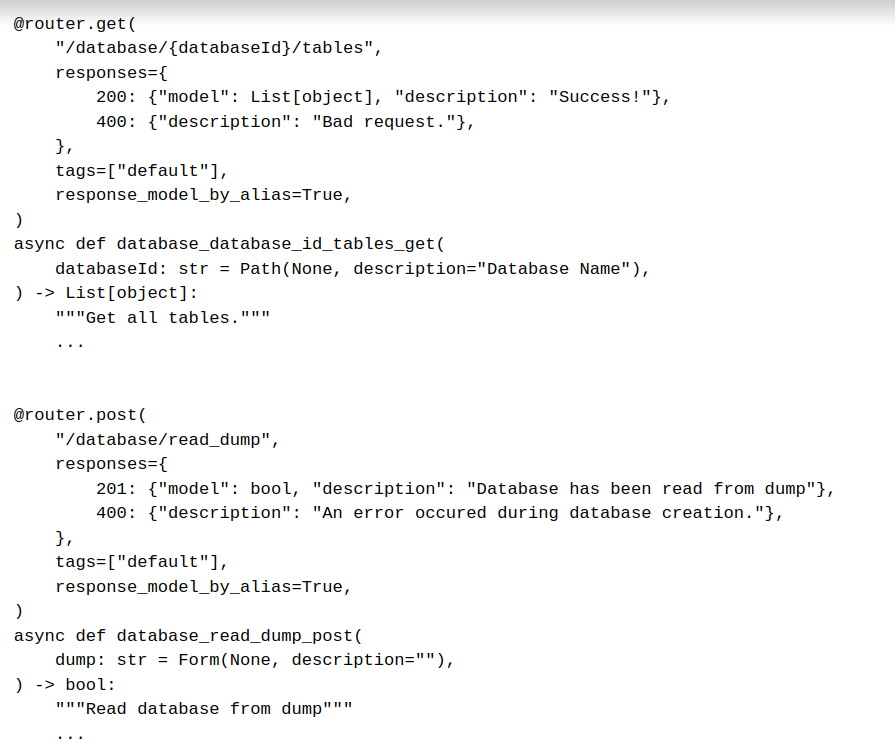 @router.get(
    "/database/{databaseId}/tables",
    responses={
        200: {"model": List[object], "description": "Success!"},
        400: {"description": "Bad request."},
    },
    tags=["default"],
    response_model_by_alias=True,
)
async def database_database_id_tables_get(
    databaseId: str = Path(None, description="Database Name"),
) -> List[object]:
    """Get all tables."""
    ...
@router.post(
    "/database/read_dump",
    responses={
        201: {"model": bool, "description": "Database has been read from dump"},
        400: {"description": "An error occured during database creation."},
    },
    tags=["default"],
    response_model_by_alias=True,
)
async def database_read_dump_post(
    dump: str = Form(None, description=""),
) -> bool:
    """Read database from dump"""
    ...